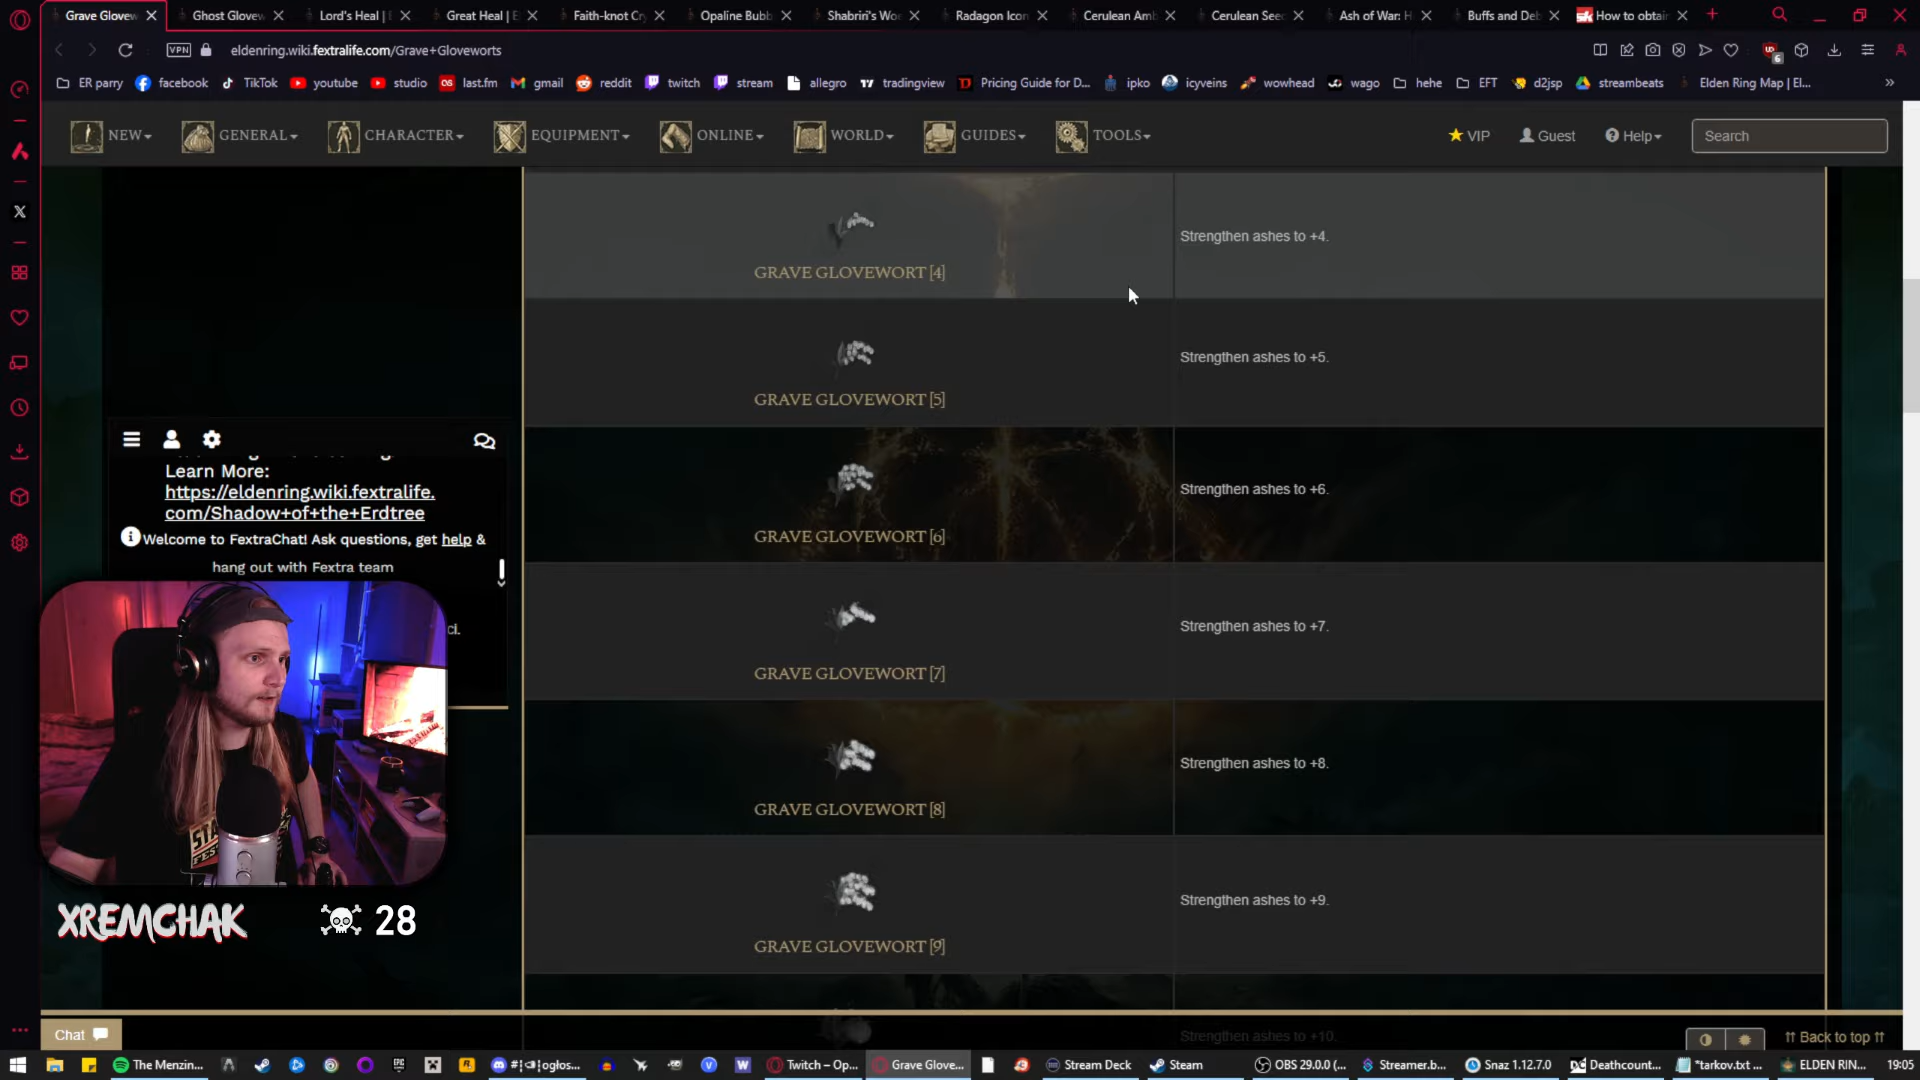 Grave Glovew
Ghost Glovew
Lord's Heal |
Great Heal | E
Faith-knot Cry
Opaline Bubb
Shabriri's Wo
Radagon Icon
Cerulean Amb
Cerulean Seed
Ash of War: H
Buffs and Deb
How to obtain
VPN
eldenring.wiki.fextralife.com/Grave+Gloveworts
6
ER parry
facebook
TikTok
youtube
studio
last.fm
gmail
reddit
twitch
stream
allegro
tradingview
Pricing Guide for D...
ipko
icyveins
wowhead
wago
hehe
EFT
d2jsp
streambeats
Elden Ring Map | El...
NEW
GENERAL
CHARACTER
EQUIPMENT
ONLINE
WORLD
GUIDES
TOOLS
VIP
Guest
Help
Search
GRAVE GLOVEWORT [4]
Strengthen ashes to +4.
GRAVE GLOVEWORT [5]
Strengthen ashes to +5.
GRAVE GLOVEWORT [6]
Strengthen ashes to +6.
GRAVE GLOVEWORT [7]
Strengthen ashes to +7.
GRAVE GLOVEWORT [8]
Strengthen ashes to +8.
GRAVE GLOVEWORT [9]
Strengthen ashes to +9.
Strengthen ashes to +10.
Learn More:
https://eldenring.wiki.fextralife.
com/Shadow+of+the+Erdtree
Welcome to FextraChat! Ask questions, get help &
hang out with Fextra team
ci.
XREMCHAK
28
Chat
Back to top
The Menzin...
Twitch – Op...
Grave Glove...
Stream Deck
Steam
OBS 29.0.0 (...
Streamer.b...
Snaz 1.12.7.0
Deathcount...
*tarkov.txt ...
ELDEN RIN...
19:05